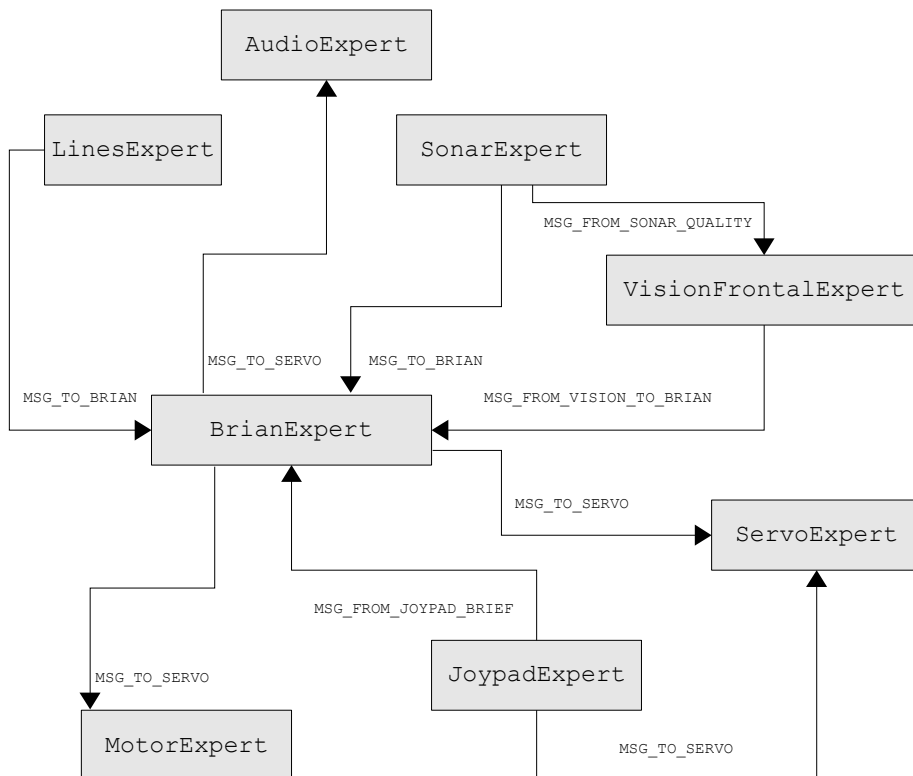 AudioExpert
LinesExpert
SonarExpert
MSG_FROM_SONAR_QUALITY
VisionFrontalExpert
MSG_TO_SERVO
MSG_TO_BRIAN
MSG_TO_BRIAN
MSG_FROM_VISION_TO_BRIAN
BrianExpert
MSG_TO_SERVO
ServoExpert
MSG_FROM_JOYPAD_BRIEF
MSG_TO_SERVO
JoypadExpert
MotorExpert
MSG_TO_SERVO